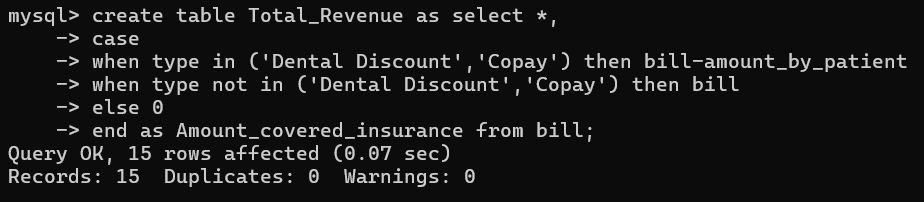 mysql> create table Total_Revenue as select *,
    -> case
    -> when type in ('Dental Discount','Copay') then bill-amount_by_patient
    -> when type not in ('Dental Discount','Copay') then bill
    -> else 0
    -> end as Amount_covered_insurance from bill;
Query OK, 15 rows affected (0.07 sec)
Records: 15  Duplicates: 0  Warnings: 0